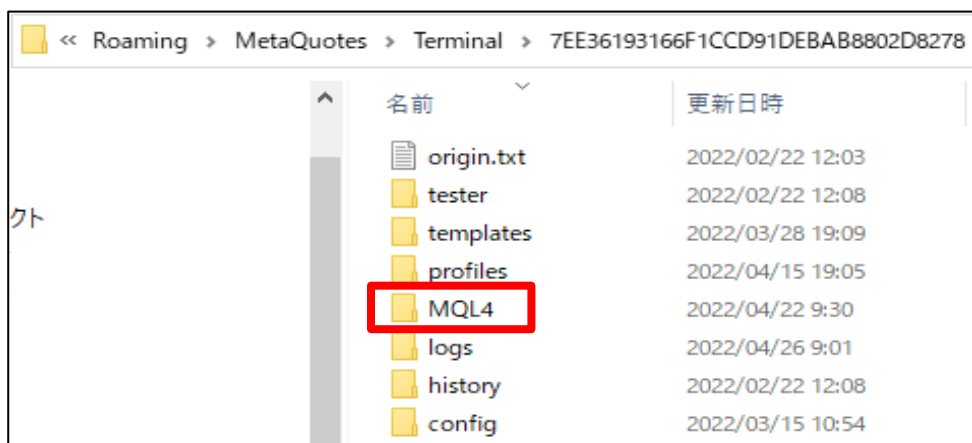 « Roaming > MetaQuotes > Terminal > 7EE36193166F1CCD91DEBAB8802D8278
名前 更新日時
origin.txt 2022/02/22 12:03
tester 2022/02/22 12:08
クト
templates 2022/03/28 19:09
profiles 2022/04/15 19:05
MQL4 2022/04/22 9:30
logs 2022/04/26 9:01
history 2022/02/22 12:08
config 2022/03/15 10:54